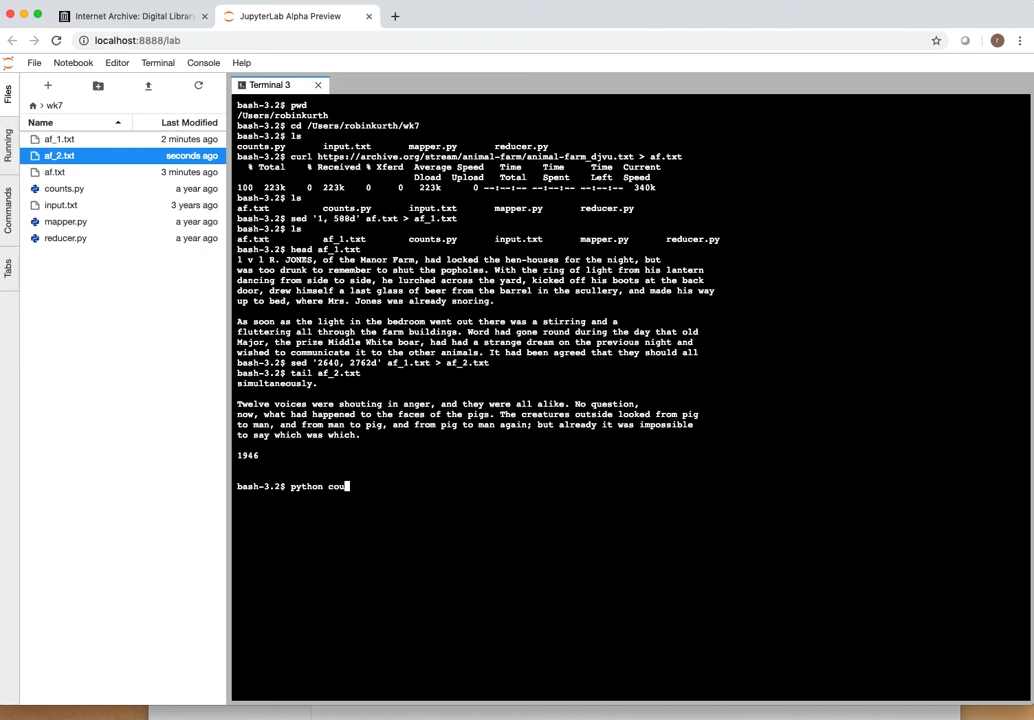 Internet Archive: Digital Library
JupyterLab Alpha Preview
localhost:8888/lab
r
File Notebook Editor Terminal Console Help
Files
Running
Commands
Tabs
wk7
Name Last Modified
af_1.txt 2 minutes ago
af_2.txt seconds ago
af.txt 3 minutes ago
counts.py a year ago
input.txt 3 years ago
mapper.py a year ago
reducer.py a year ago
Terminal 3
bash-3.2$ pwd
/Users/robinkurth
bash-3.2$ cd /Users/robinkurth/wk7
bash-3.2$ ls
counts.py input.txt mapper.py reducer.py
bash-3.2$ curl https://archive.org/stream/animal-farm/animal-farm_djvu.txt > af.txt
% Total % Received % Xferd Average Speed Time Time Time Current
Dload Upload Total Spent Left Speed
100 223k 0 223k 0 0 223k 0 --:--:-- --:--:-- --:--:-- 340k
bash-3.2$ ls
af.txt counts.py input.txt mapper.py reducer.py
bash-3.2$ sed '1, 588d' af.txt > af_1.txt
bash-3.2$ ls
af.txt af_1.txt counts.py input.txt mapper.py reducer.py
bash-3.2$ head af_1.txt
l v l R. JONES, of the Manor Farm, had locked the hen-houses for the night, but
was too drunk to remember to shut the popholes. With the ring of light from his lantern
dancing from side to side, he lurched across the yard, kicked off his boots at the back
door, drew himself a last glass of beer from the barrel in the scullery, and made his way
up to bed, where Mrs. Jones was already snoring.
As soon as the light in the bedroom went out there was a stirring and a
fluttering all through the farm buildings. Word had gone round during the day that old
Major, the prize Middle White boar, had had a strange dream on the previous night and
wished to communicate it to the other animals. It had been agreed that they should all
bash-3.2$ sed '2640, 2762d' af_1.txt > af_2.txt
bash-3.2$ tail af_2.txt
simultaneously.
Twelve voices were shouting in anger, and they were all alike. No question,
now, what had happened to the faces of the pigs. The creatures outside looked from pig
to man, and from man to pig, and from pig to man again; but already it was impossible
to say which was which.
1946
bash-3.2$ python cou